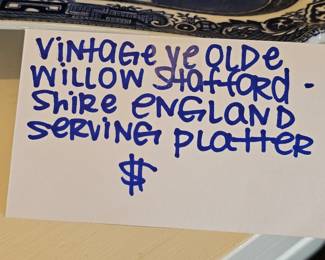 VINTAGE YE OLDE
WILLOW STAFFORD-
SHIRE ENGLAND
SERVING PLATTER
$